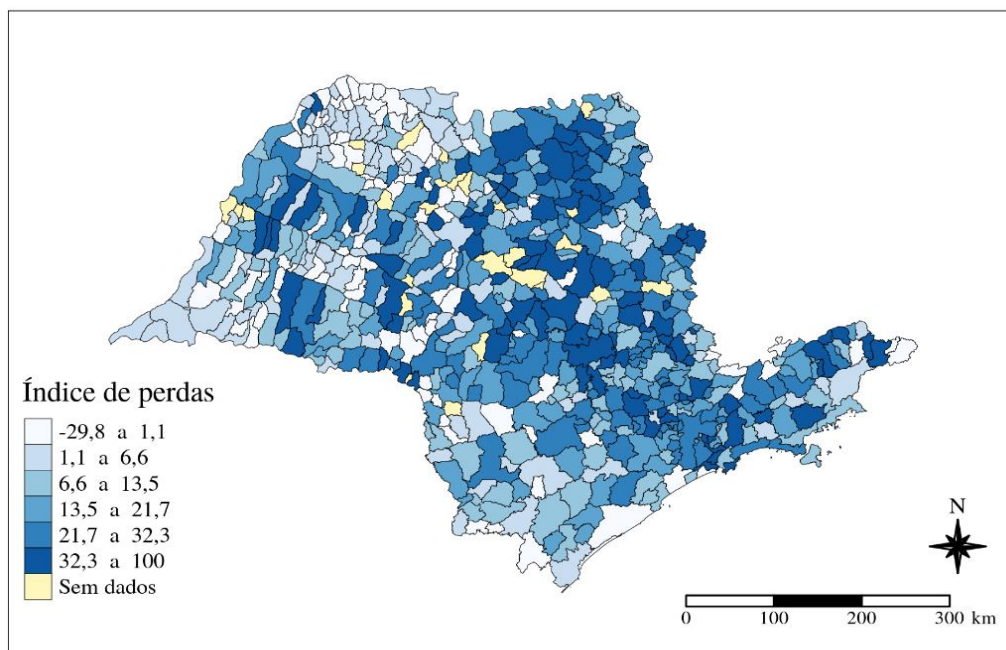 Índice de perdas
-29,8 a 1,1
1,1 a 6,6
6,6 a 13,5
13,5 a 21,7
21,7 a 32,3
32,3 a 100
Sem dados
N
0 100 200 300 km